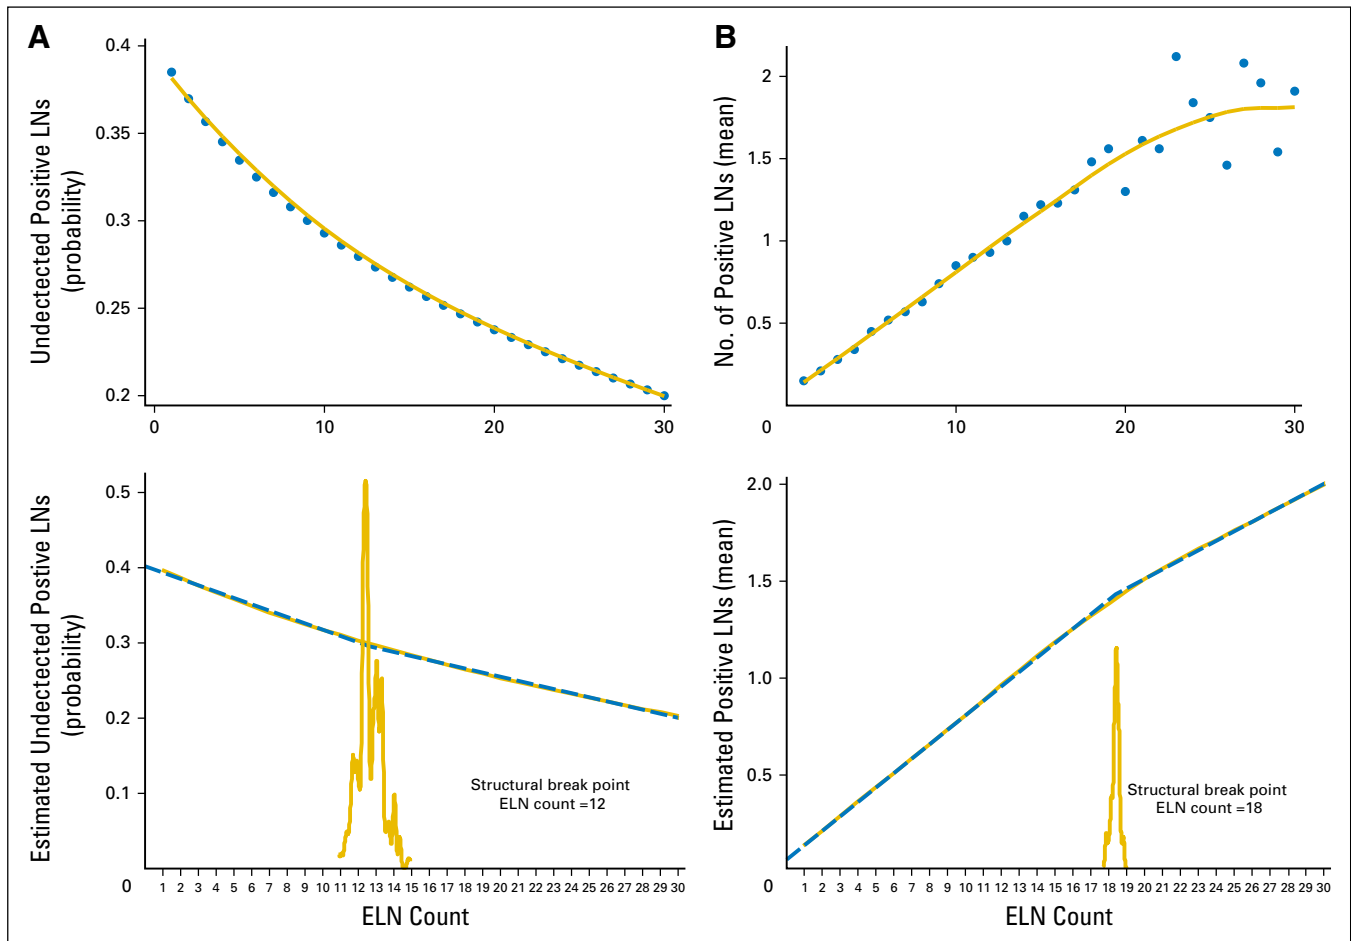 A
Undectected Positive LNs
(probability)
0.4
0.35
0.3
0.25
0.2
0
10
20
30
B
No. of Positive LNs (mean)
2
1.5
1
0.5
0
10
20
30
Estimated Undected Postive LNs
(probability)
0.5
0.4
0.3
0.2
0.1
0
Structural break point
ELN count =12
1 2 3 4 5 6 7 8 9 10 11 12 13 14 15 16 17 18 19 20 21 22 23 24 25 26 27 28 29 30
ELN Count
Estimated Positive LNs (mean)
2.0
1.5
1.0
0.5
0
Structural break point
ELN count =18
1 2 3 4 5 6 7 8 9 10 11 12 13 14 15 16 17 18 19 20 21 22 23 24 25 26 27 28 29 30
ELN Count